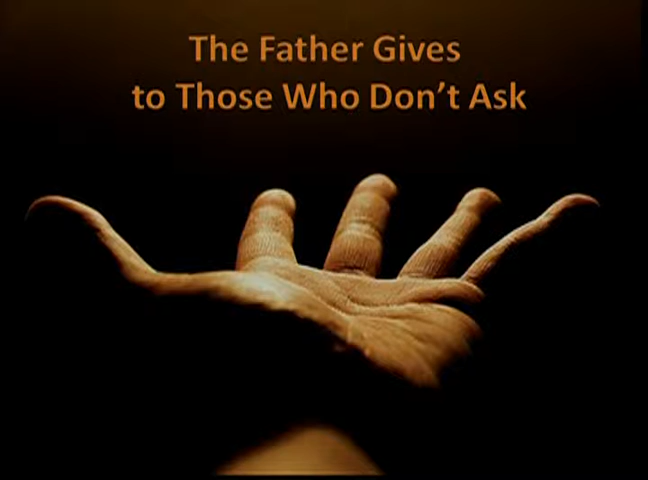 The Father Gives
to Those Who Don’t Ask